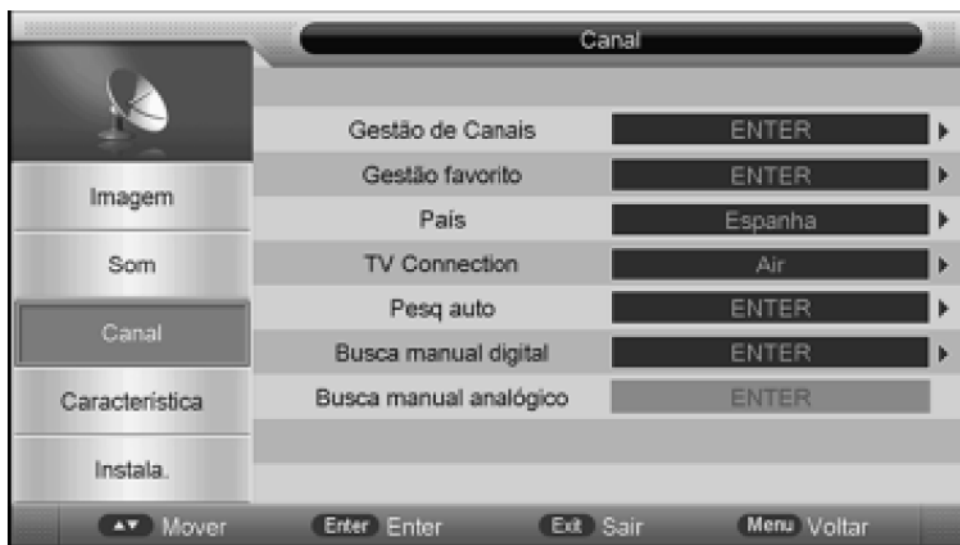 Canal
Gestão de Canais ENTER
Gestão favorito ENTER
País Espanha
TV Connection Air
Pesq auto ENTER
Busca manual digital ENTER
Busca manual analógico ENTER
Imagem
Som
Canal
Característica
Instala.
Mover Enter Enter Exit Sair Menu Voltar